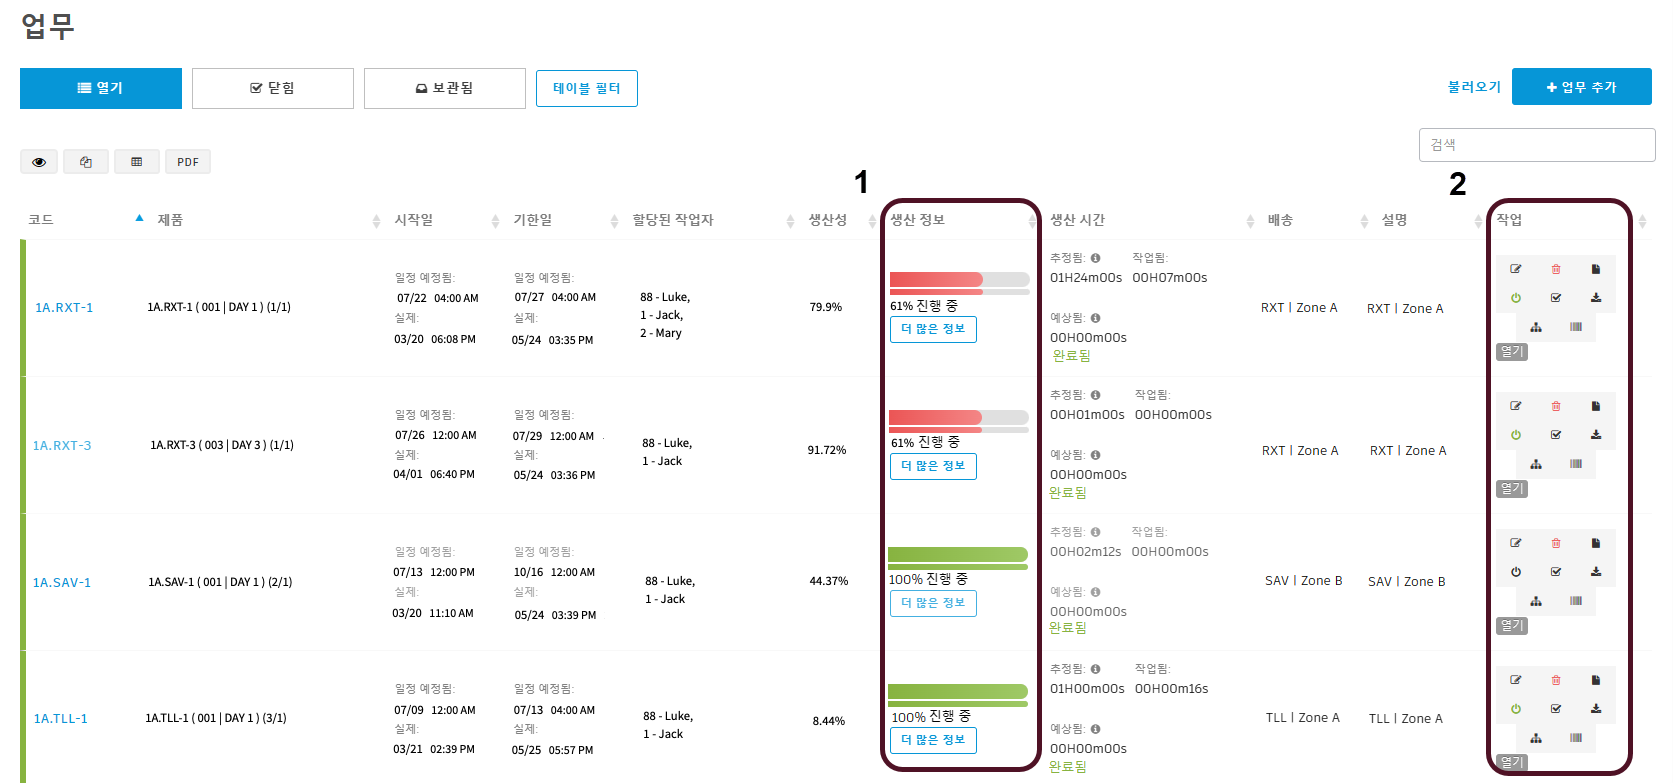 업무
열기 닫힘 보관됨 테이블 필터 불러오기 업무 추가
검색
PDF
1 2
코드 제품 시작일 기한일 할당된 작업자 생산성 생산 정보 생산 시간 배송 설명 작업
1A.RXT-1
1A.RXT-1 ( 001 | DAY 1 ) (1/1)
일정 예정됨:
07/22 04:00 AM
실제:
03/20 06:08 PM
일정 예정됨:
07/27 04:00 AM
실제:
05/24 03:35 PM
88 - Luke,
1 - Jack,
2 - Mary
79.9%
61% 진행 중
더 많은 정보
추정됨: 작업됨:
01H24m00s 00H07m00s
예상됨:
00H00m00s
완료됨
RXT | Zone A
RXT | Zone A
열기
1A.RXT-3
1A.RXT-3 ( 003 | DAY 3 ) (1/1)
일정 예정됨:
07/26 12:00 AM
실제:
04/01 06:40 PM
일정 예정됨:
07/29 12:00 AM
실제:
05/24 03:36 PM
88 - Luke,
1 - Jack
91.72%
61% 진행 중
더 많은 정보
추정됨: 작업됨:
00H01m00s 00H00m00s
예상됨:
00H00m00s
완료됨
RXT | Zone A
RXT | Zone A
열기
1A.SAV-1
1A.SAV-1 ( 001 | DAY 1 ) (2/1)
일정 예정됨:
07/13 12:00 PM
실제:
03/20 11:10 AM
일정 예정됨:
10/16 12:00 AM
실제:
05/24 03:39 PM
88 - Luke,
1 - Jack
44.37%
100% 진행 중
더 많은 정보
추정됨: 작업됨:
00H02m12s 00H00m00s
예상됨:
00H00m00s
완료됨
SAV | Zone B
SAV | Zone B
열기
1A.TLL-1
1A.TLL-1 ( 001 | DAY 1 ) (3/1)
일정 예정됨:
07/09 12:00 AM
실제:
03/21 02:39 PM
일정 예정됨:
07/13 04:00 AM
실제:
05/25 05:57 PM
88 - Luke,
1 - Jack
8.44%
100% 진행 중
더 많은 정보
추정됨: 작업됨:
01H00m00s 00H00m16s
예상됨:
00H00m00s
완료됨
TLL | Zone A
TLL | Zone A
열기